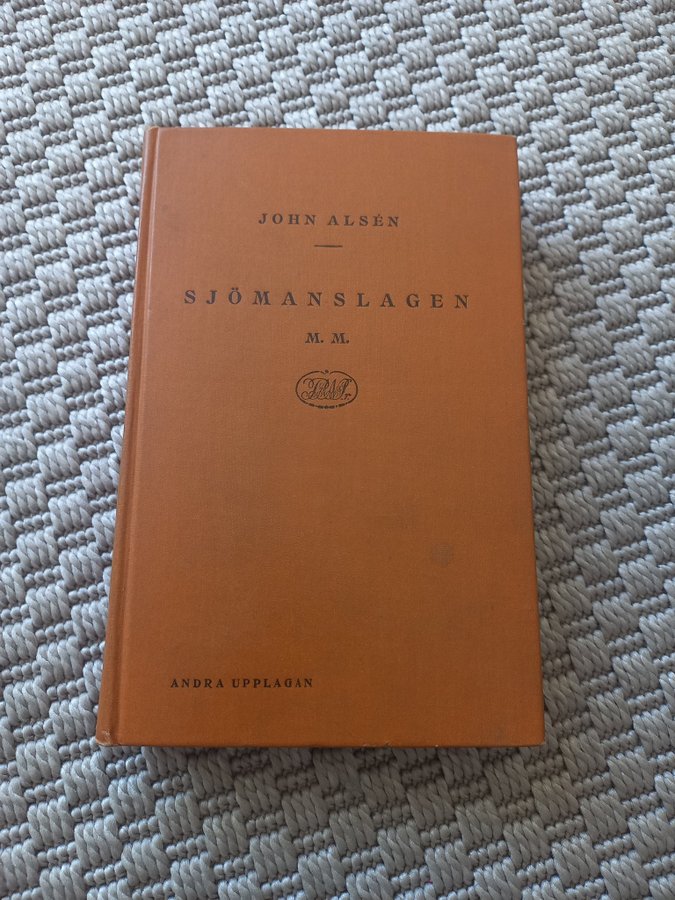 JOHN ALSÉN
SJÖMANSLAGEN
M. M.
ANDRA UPPLAGAN